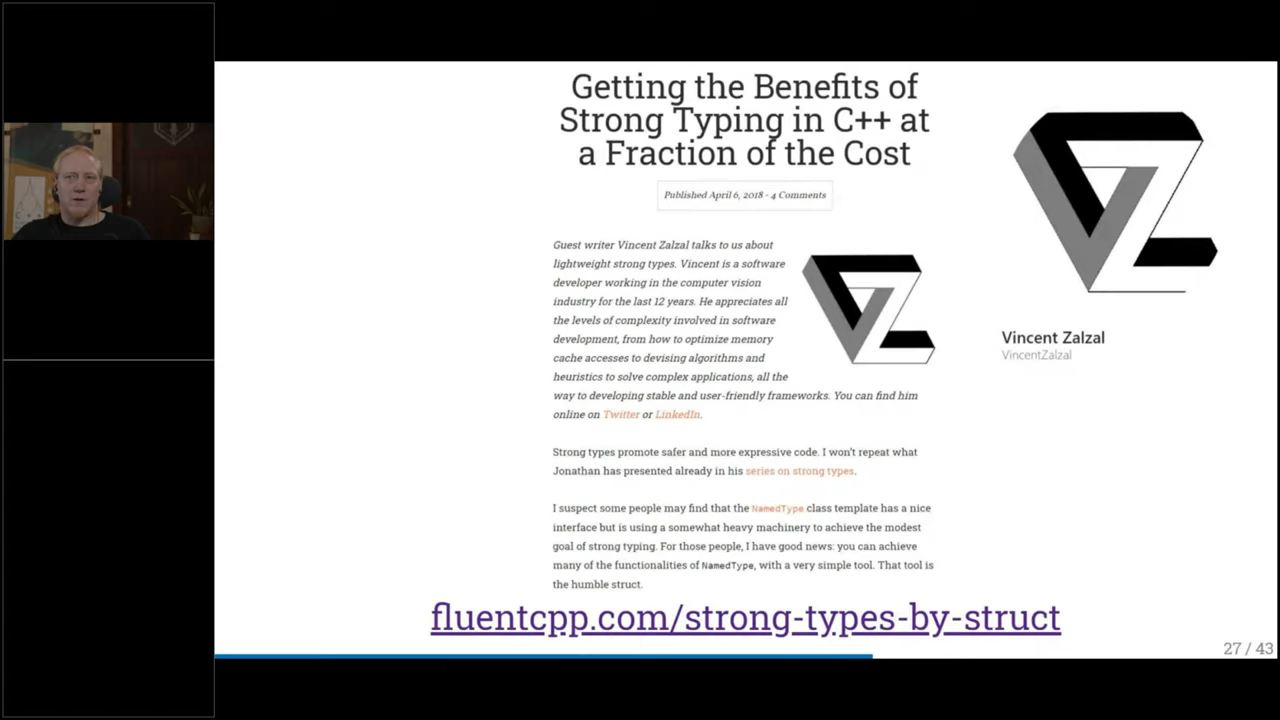 Getting the Benefits of
Strong Typing in C++ at
a Fraction of the Cost
Published April 6, 2018 - 4 Comments
Guest writer Vincent Zalzal talks to us about
lightweight strong types. Vincent is a software
developer working in the computer vision
industry for the last 12 years. He appreciates all
the levels of complexity involved in software
development, from how to optimize memory
cache accesses to devising algorithms and
heuristics to solve complex applications, all the
way to developing stable and user-friendly frameworks. You can find him
online on Twitter or LinkedIn.
Strong types promote safer and more expressive code. I won't repeat what
Jonathan has presented already in his series on strong types.
I suspect some people may find that the NamedType class template has a nice
interface but is using a somewhat heavy machinery to achieve the modest
goal of strong typing. For those people, I have good news: you can achieve
many of the functionalities of NamedType, with a very simple tool. That tool is
the humble struct.
Vincent Zalzal
VincentZalzal
fluentcpp.com/strong-types-by-struct
27 / 43